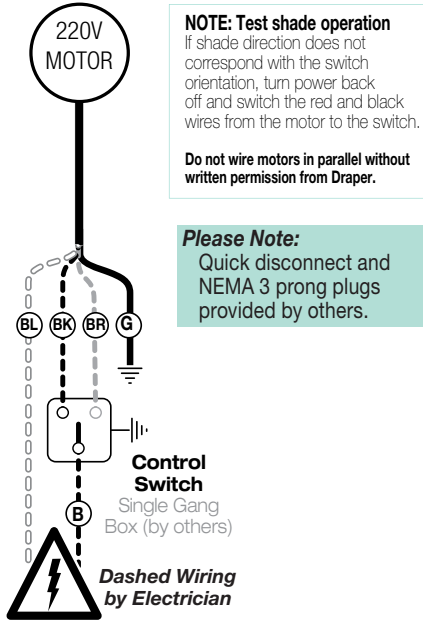 220V
MOTOR
NOTE: Test shade operation
If shade direction does not
correspond with the switch
orientation, turn power back
off and switch the red and black
wires from the motor to the switch.
Do not wire motors in parallel without
written permission from Draper.
Please Note:
Quick disconnect and
NEMA 3 prong plugs
provided by others.
BL BK BR G
Control
Switch
Single Gang
Box (by others)
B
Dashed Wiring
by Electrician